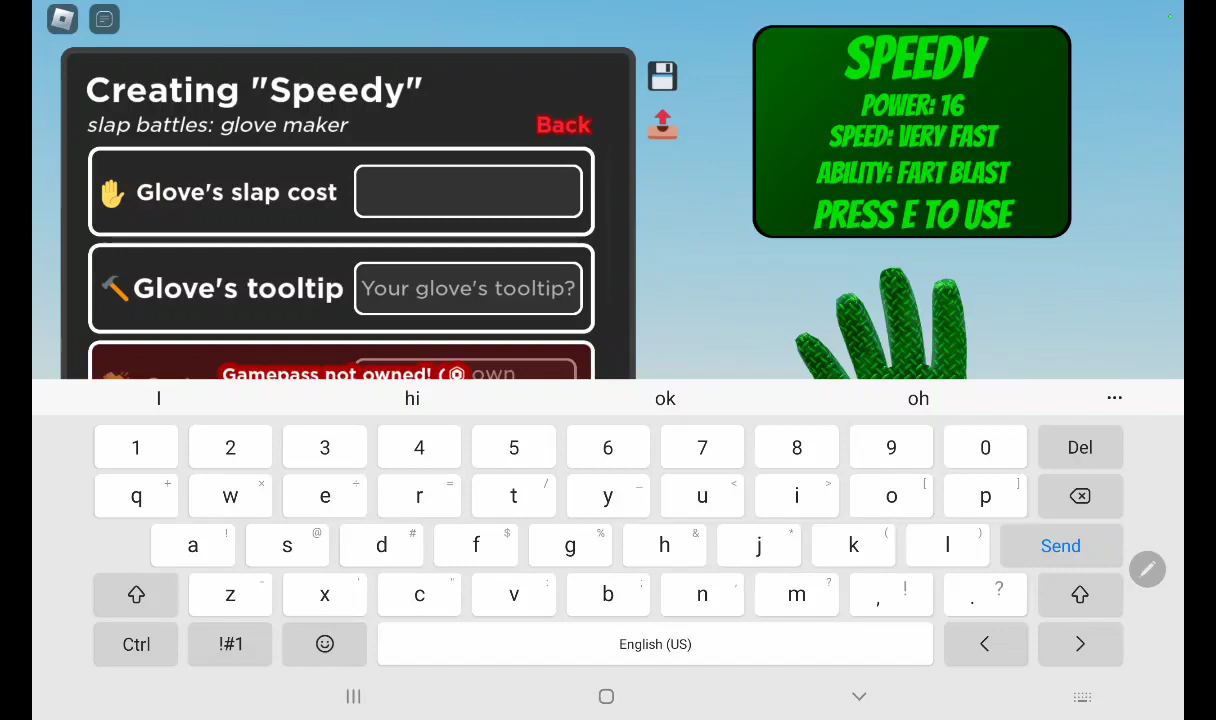 Creating "Speedy"
slap battles: glove maker
Back
Glove's slap cost
Glove's tooltip
Your glove's tooltip?
Gamepass not owned! (
own
SPEEDY
POWER: 16
SPEED: VERY FAST
ABILITY: FART BLAST
PRESS E TO USE
I hi ok oh ...
1 2 3 4 5 6 7 8 9 0 Del
+ × ÷ = / _ < > [ ]
q w e r t y u i o p
! @ # $ % & * ( )
a s d f g h j k l Send
- ' " : ; , ?
z x c v b n m , ! . ?
Ctrl !#1 English (US) < >